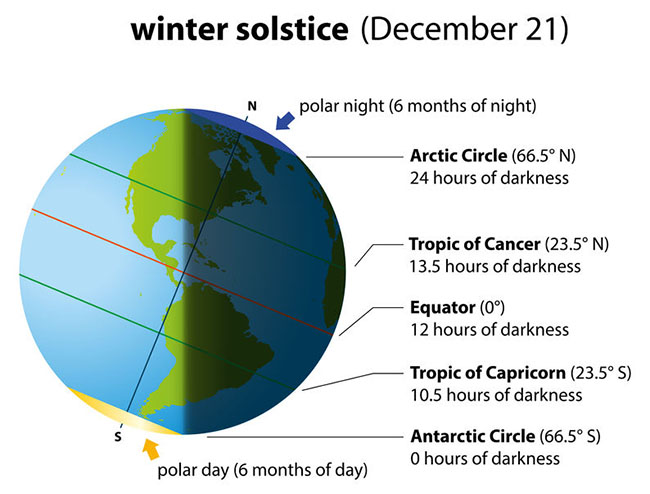 winter solstice (December 21)
N
polar night (6 months of night)
Arctic Circle (66.5° N)
24 hours of darkness
Tropic of Cancer (23.5° N)
13.5 hours of darkness
Equator (0°)
12 hours of darkness
Tropic of Capricorn (23.5° S)
10.5 hours of darkness
Antarctic Circle (66.5° S)
0 hours of darkness
S
polar day (6 months of day)